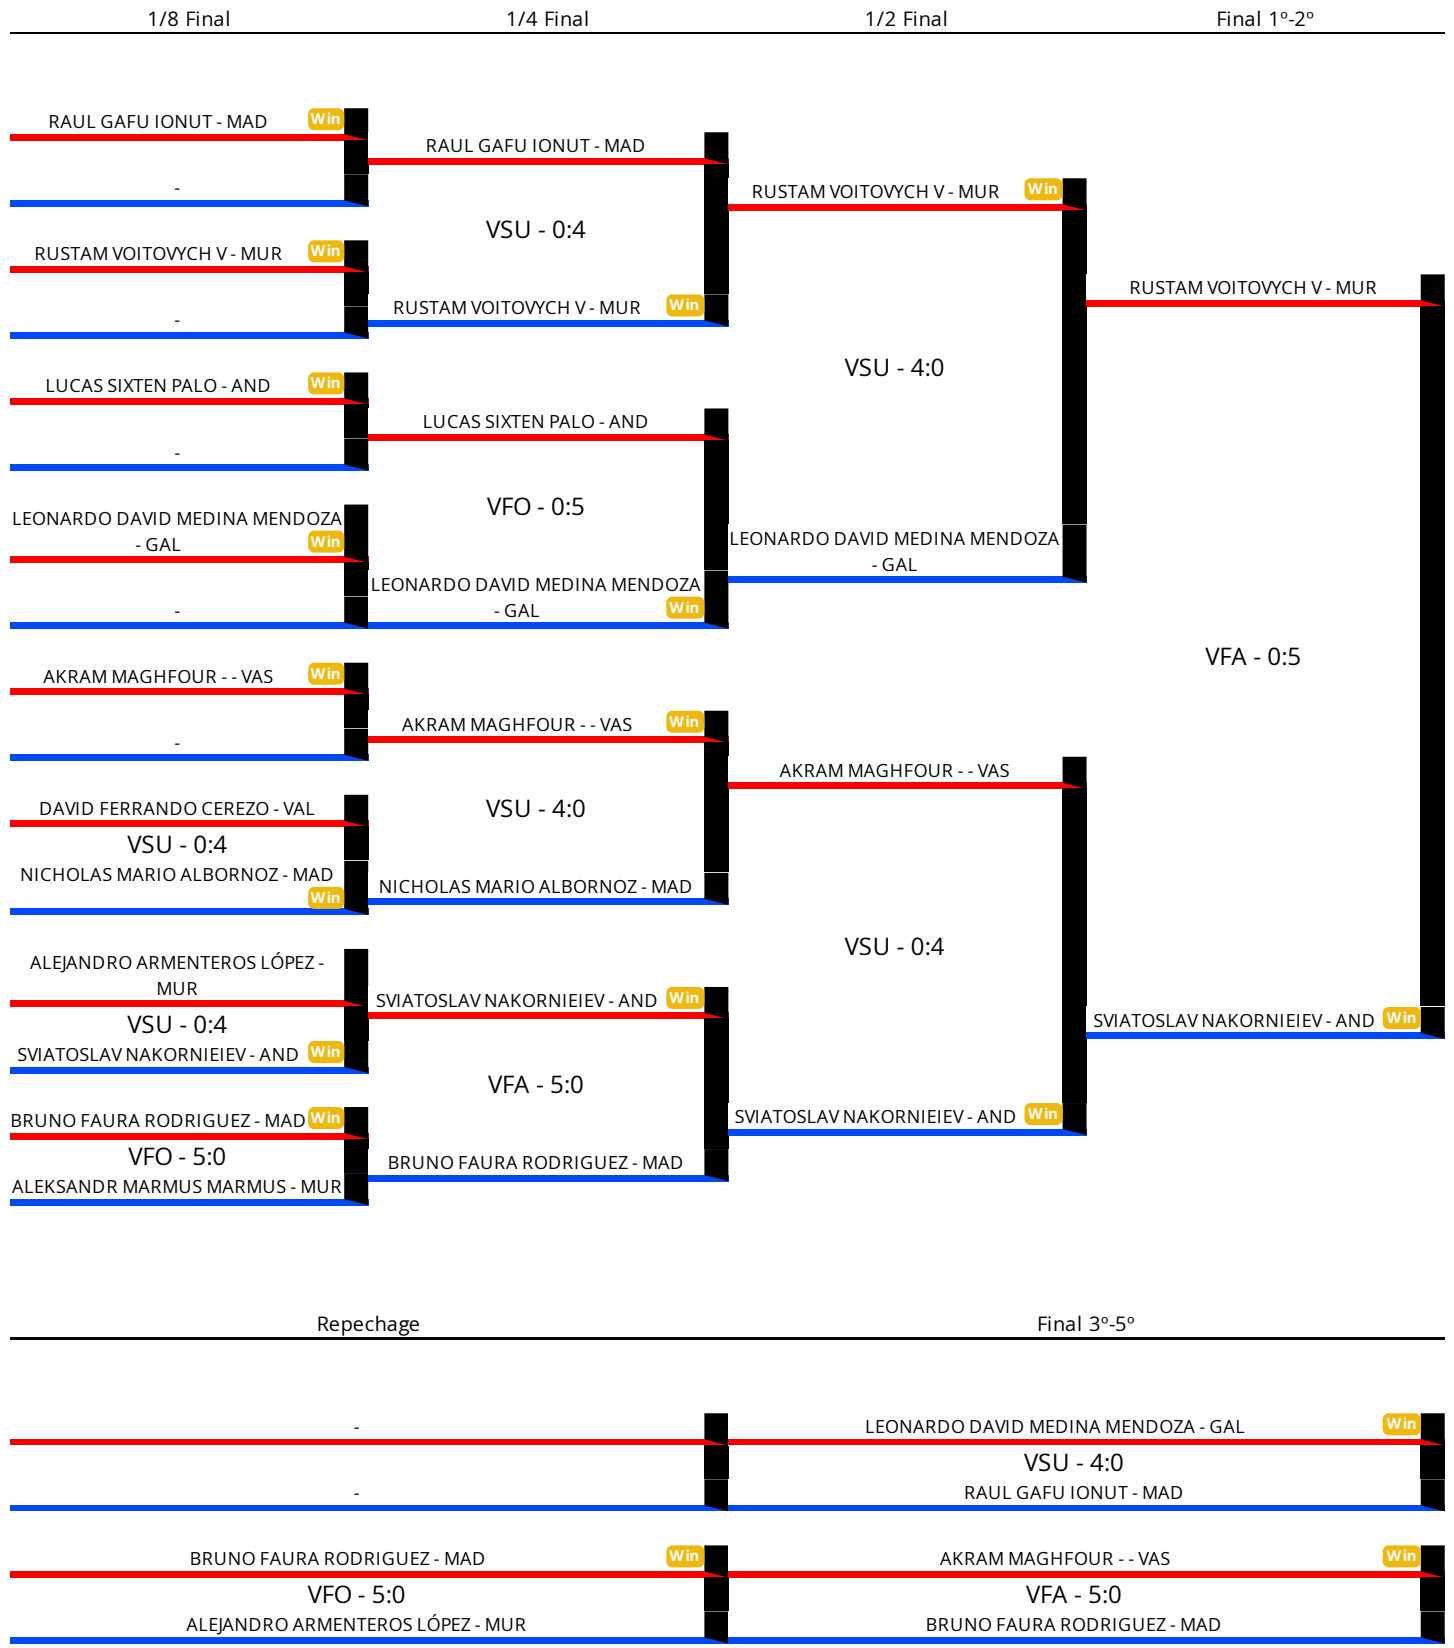 1/8 Final
1/4 Final
1/2 Final
Final 1º-2º
RAUL GAFU IONUT - MAD
Win
-
RUSTAM VOITOVYCH V - MUR
Win
-
LUCAS SIXTEN PALO - AND
Win
-
LEONARDO DAVID MEDINA MENDOZA
- GAL
Win
-
AKRAM MAGHFOUR - - VAS
Win
-
DAVID FERRANDO CEREZO - VAL
VSU - 0:4
NICHOLAS MARIO ALBORNOZ - MAD
Win
ALEJANDRO ARMENTEROS LÓPEZ -
MUR
VSU - 0:4
SVIATOSLAV NAKORNIEIEV - AND
Win
BRUNO FAURA RODRIGUEZ - MAD
Win
VFO - 5:0
ALEKSANDR MARMUS MARMUS - MUR
RAUL GAFU IONUT - MAD
VSU - 0:4
RUSTAM VOITOVYCH V - MUR
Win
LUCAS SIXTEN PALO - AND
VFO - 0:5
LEONARDO DAVID MEDINA MENDOZA
- GAL
Win
AKRAM MAGHFOUR - - VAS
Win
VSU - 4:0
NICHOLAS MARIO ALBORNOZ - MAD
SVIATOSLAV NAKORNIEIEV - AND
Win
VFA - 5:0
BRUNO FAURA RODRIGUEZ - MAD
RUSTAM VOITOVYCH V - MUR
Win
VSU - 4:0
LEONARDO DAVID MEDINA MENDOZA
- GAL
AKRAM MAGHFOUR - - VAS
VSU - 0:4
SVIATOSLAV NAKORNIEIEV - AND
Win
RUSTAM VOITOVYCH V - MUR
VFA - 0:5
SVIATOSLAV NAKORNIEIEV - AND
Win
Repechage
Final 3º-5º
-
-
BRUNO FAURA RODRIGUEZ - MAD
Win
VFO - 5:0
ALEJANDRO ARMENTEROS LÓPEZ - MUR
LEONARDO DAVID MEDINA MENDOZA - GAL
Win
VSU - 4:0
RAUL GAFU IONUT - MAD
AKRAM MAGHFOUR - - VAS
Win
VFA - 5:0
BRUNO FAURA RODRIGUEZ - MAD